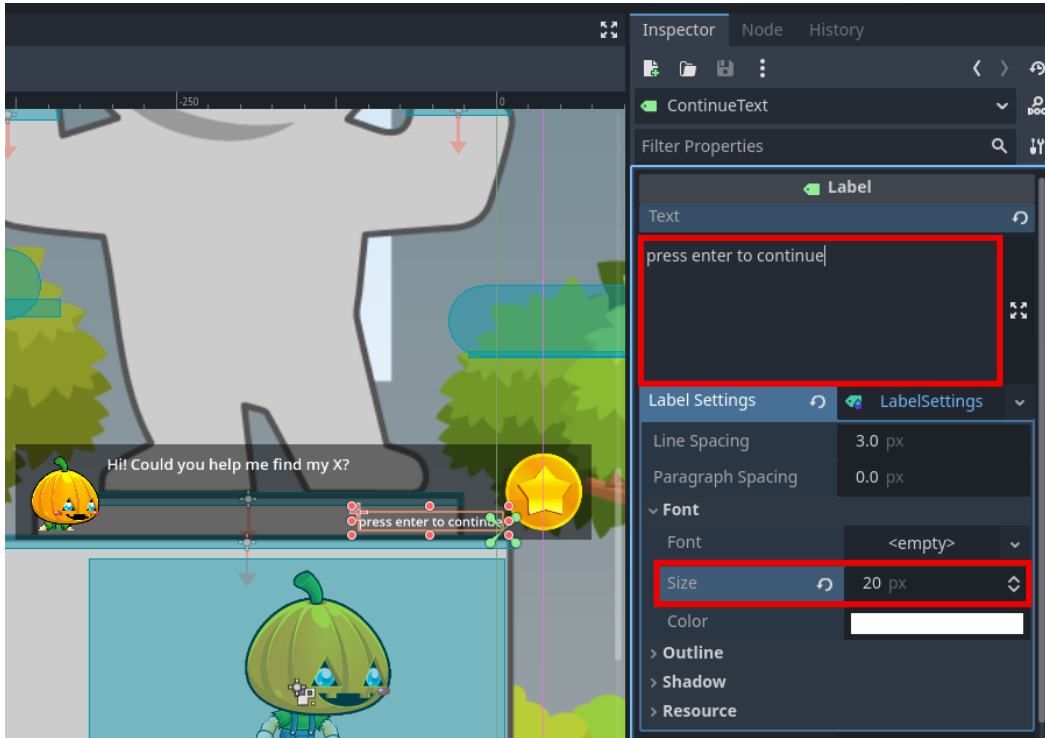 Inspector Node History
-250 0
ContinueText
DOC
Filter Properties
Label
Text
press enter to continue
Label Settings LabelSettings
Line Spacing 3.0 px
Paragraph Spacing 0.0 px
Font
Font <empty>
Size 20 px
Color
Outline
Shadow
Resource
Hi! Could you help me find my X?
press enter to continue